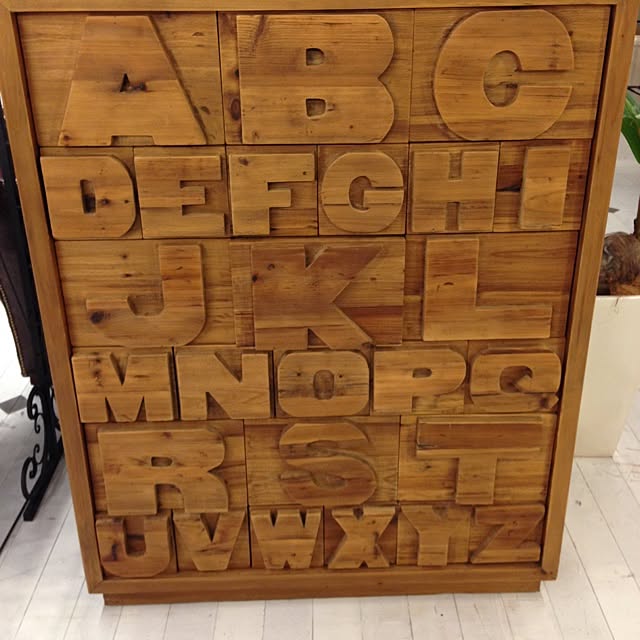 ABC
DEFGHI
JKL
MNOPQ
RST
UVWXYZ